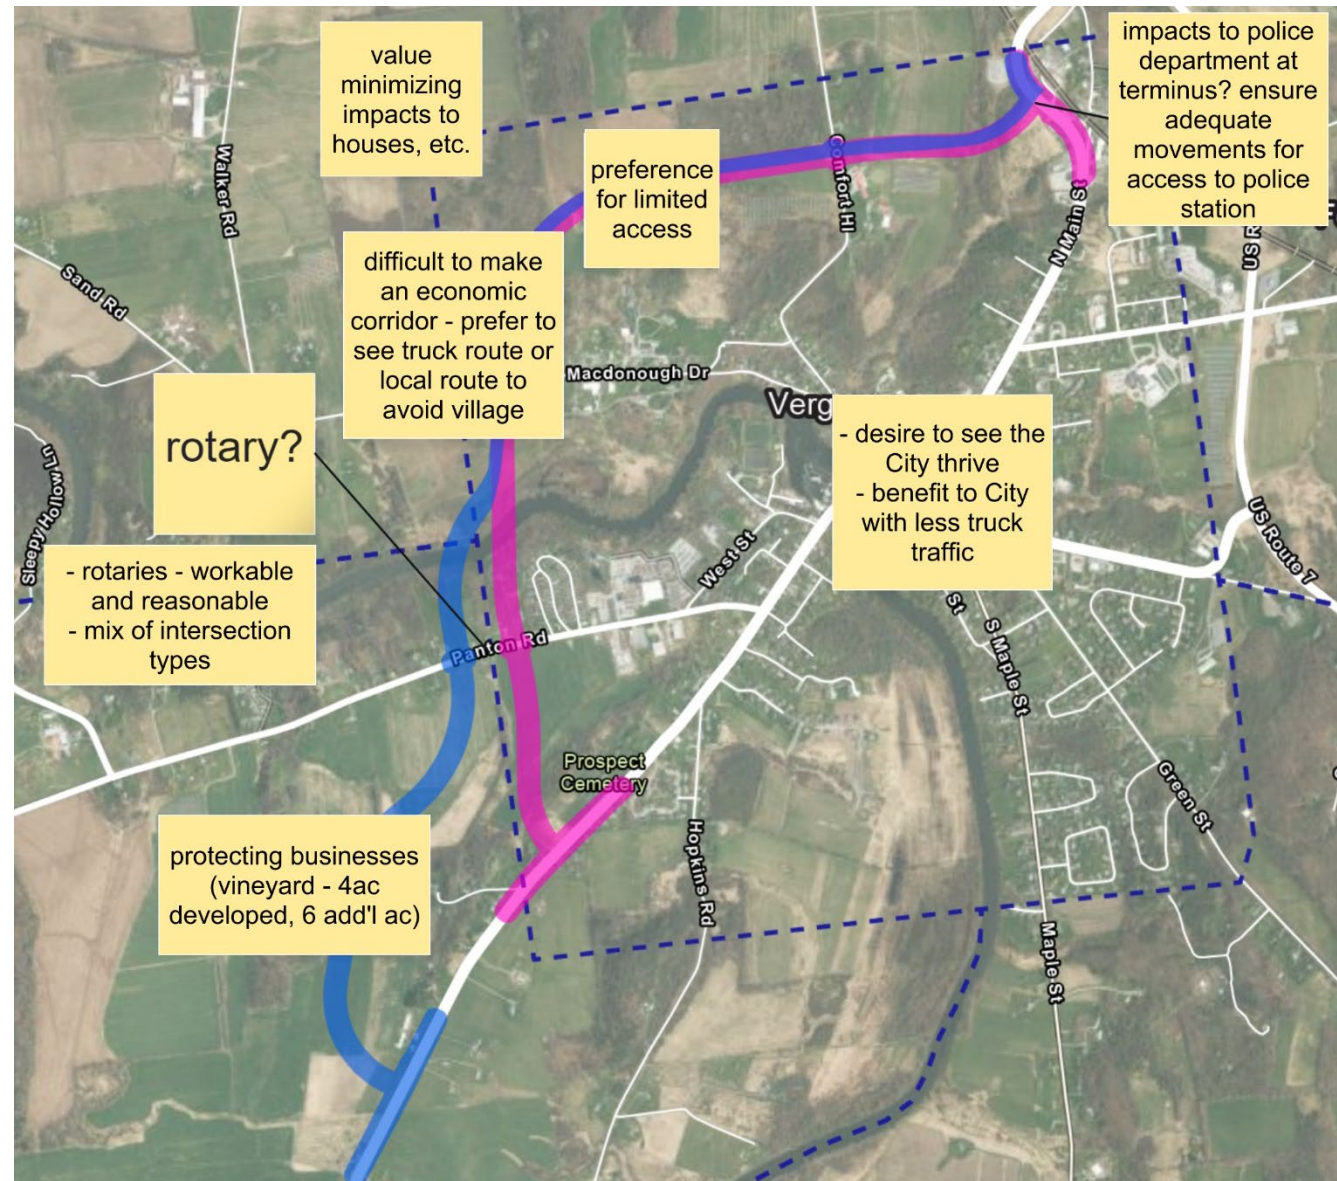 value
minimizing
impacts to
houses, etc.
impacts to police
department at
terminus? ensure
adequate
movements for
access to police
station
preference
for limited
access
Comfort Hl
Walker Rd
N Main St
US R
Sand Rd
difficult to make
an economic
corridor - prefer to
see truck route or
local route to
avoid village
Macdonough Dr
Verg
rotary?
- desire to see the
City thrive
- benefit to City
with less truck
traffic
Sleepy Hollow Ln
US Route 7
- rotaries - workable
and reasonable
- mix of intersection
types
West St
St
Panton Rd
S Maple St
Prospect
Cemetery
Green St
protecting businesses
(vineyard - 4ac
developed, 6 add'l ac)
Hopkins Rd
Maple St